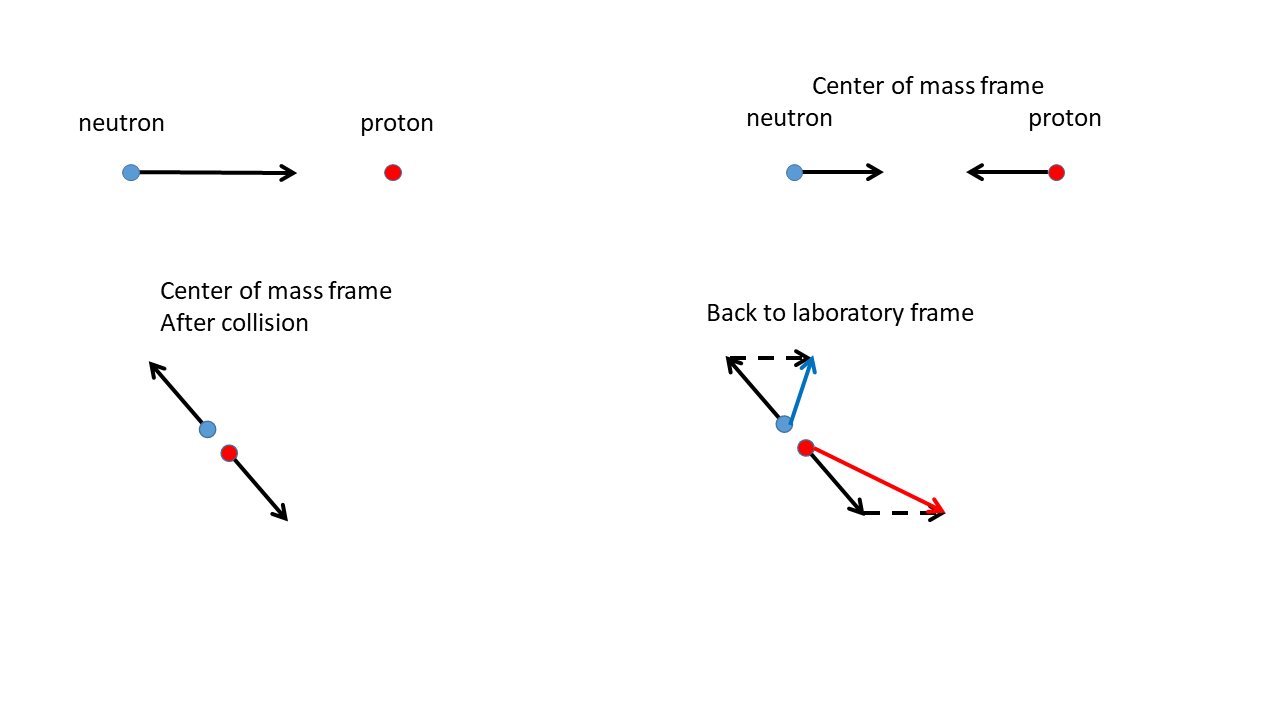 neutron
proton
Center of mass frame
neutron
proton
Center of mass frame
After collision
Back to laboratory frame